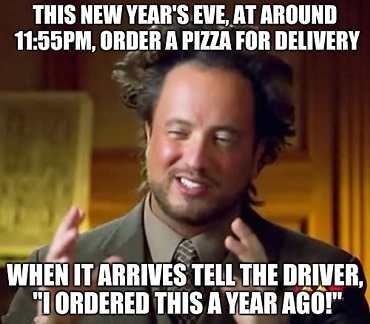 THIS NEW YEAR'S EVE, AT AROUND
11:55PM, ORDER A PIZZA FOR DELIVERY
WHEN IT ARRIVES TELL THE DRIVER,
"I ORDERED THIS A YEAR AGO!"